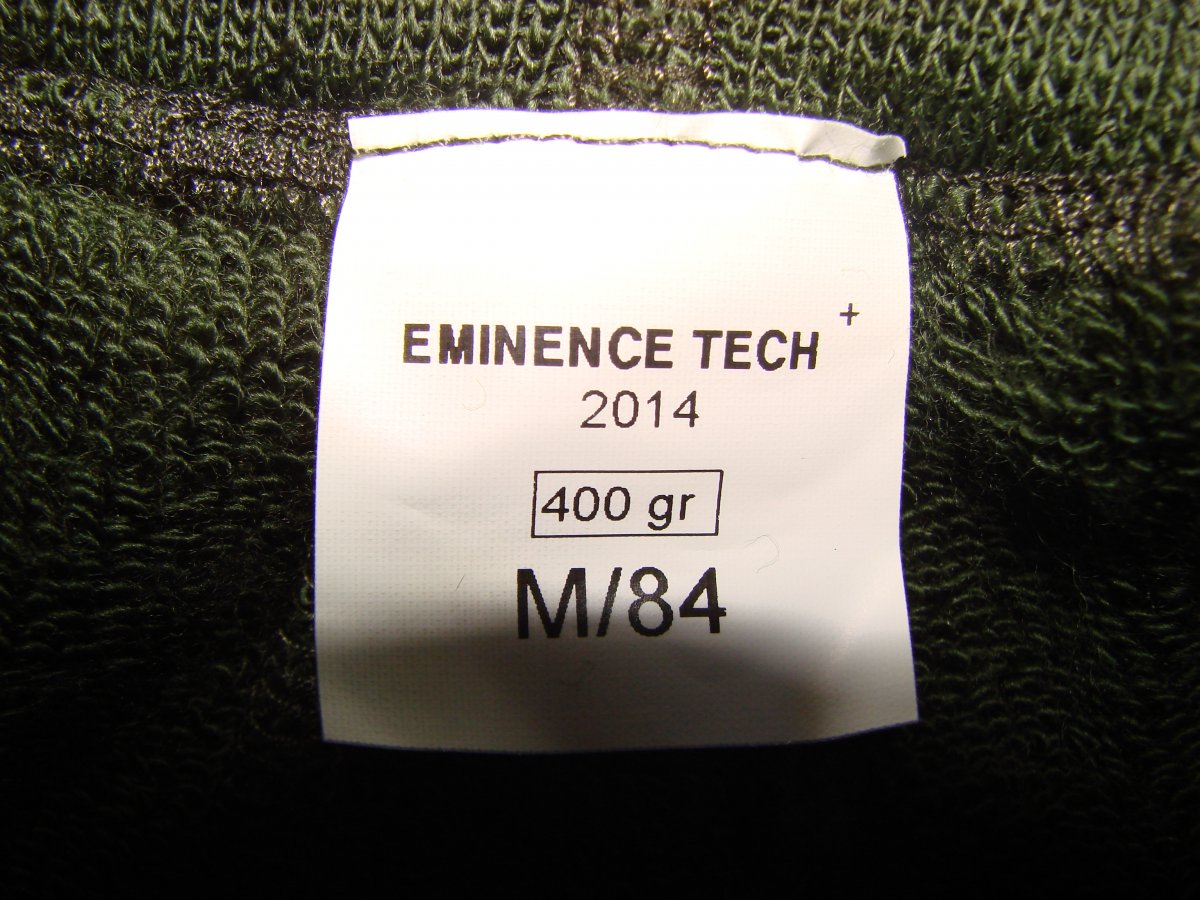 EMINENCE TECH +
2014
400 gr
M/84